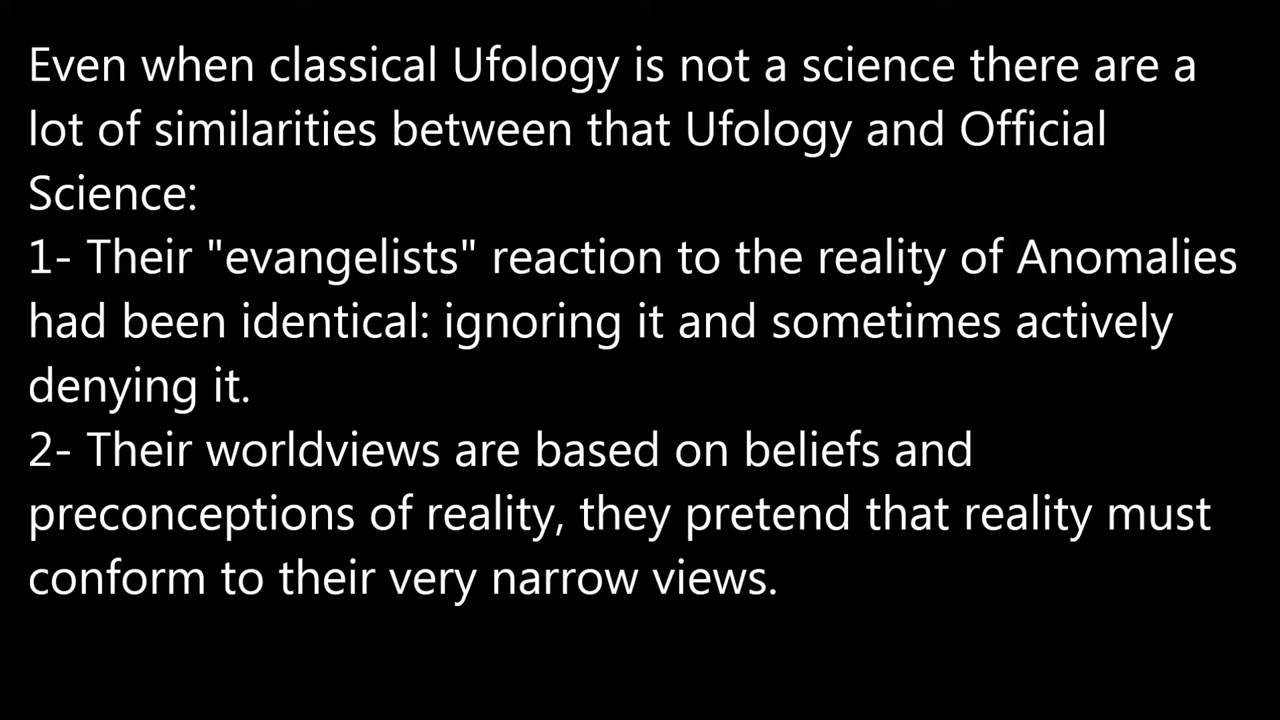 Even when classical Ufology is not a science there are a
lot of similarities between that Ufology and Official
Science:
1- Their "evangelists" reaction to the reality of Anomalies
had been identical: ignoring it and sometimes actively
denying it.
2- Their worldviews are based on beliefs and
preconceptions of reality, they pretend that reality must
conform to their very narrow views.